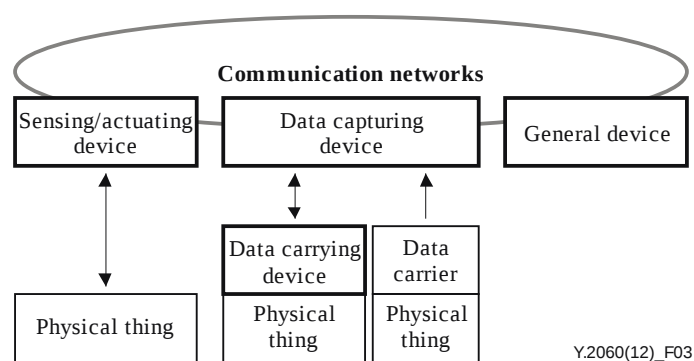 Communication networks
Sensing/actuating
device
Data capturing
device
General device
Data carrying
device
Data
carrier
Physical thing
Physical
thing
Physical
thing
Y.2060(12)_F03